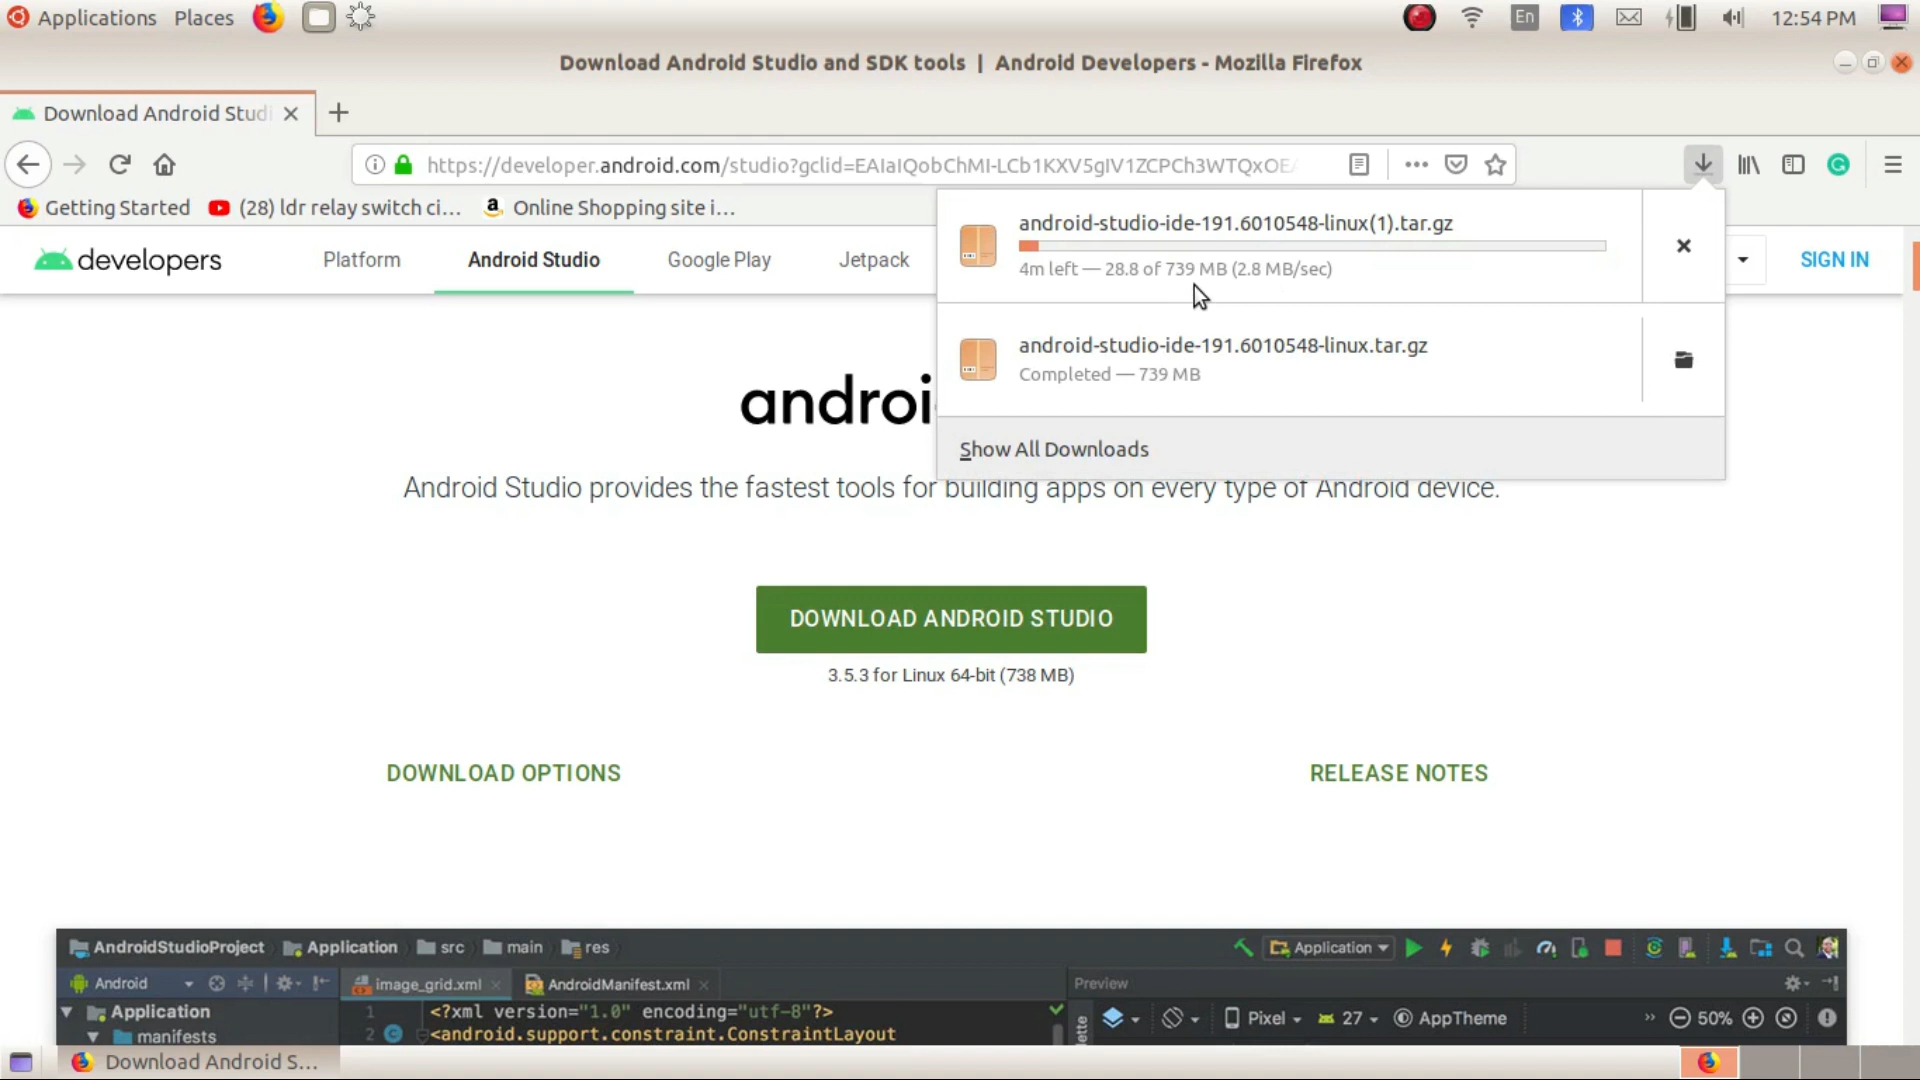 Applications Places En 12:54 PM
Download Android Studio and SDK tools | Android Developers - Mozilla Firefox
Download Android Studi
https://developer.android.com/studio?gclid=EAIaIQobChMI-LCb1KXV5gIV1ZCPCh3WTQxOEA
Getting Started (28) ldr relay switch ci... Online Shopping site i...
android-studio-ide-191.6010548-linux(1).tar.gz
4m left — 28.8 of 739 MB (2.8 MB/sec)
android-studio-ide-191.6010548-linux.tar.gz
Completed — 739 MB
Show All Downloads
developers Platform Android Studio Google Play Jetpack SIGN IN
androi
Android Studio provides the fastest tools for building apps on every type of Android device.
DOWNLOAD ANDROID STUDIO
3.5.3 for Linux 64-bit (738 MB)
DOWNLOAD OPTIONS RELEASE NOTES
AndroidStudioProject Application src main res Application
Android image_grid.xml AndroidManifest.xml Preview
Application 1 <?xml version="1.0" encoding="utf-8"?>
manifests 2 <android.support.constraint.ConstraintLayout
lette Pixel 27 AppTheme 50%
Download Android S...